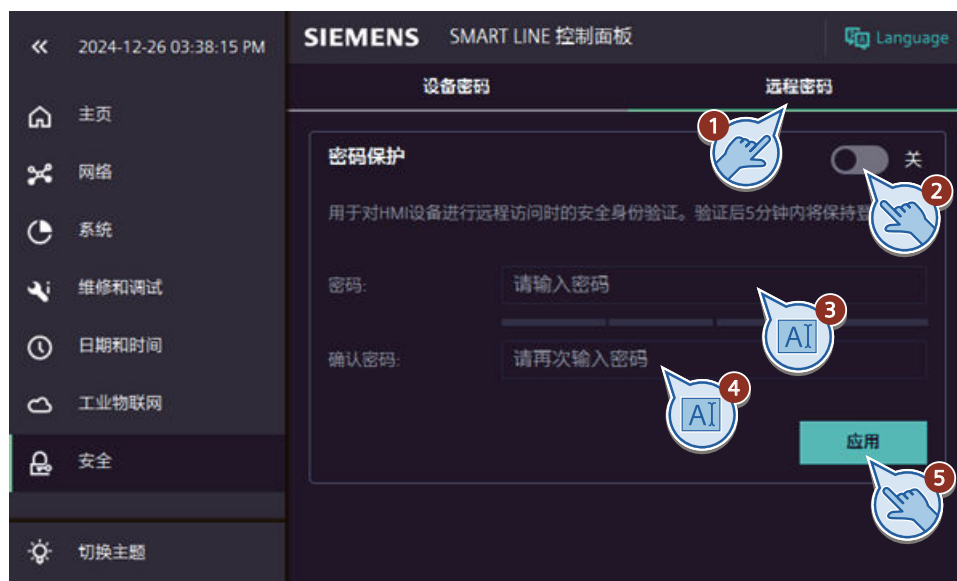 2024-12-26 03:38:15 PM
SIEMENS SMART LINE 控制面板
Language
主页
网络
系统
维修和调试
日期和时间
工业物联网
安全
切换主题
设备密码
远程密码
1
密码保护
关
2
用于对HMI设备进行远程访问时的安全身份验证。验证后5分钟内将保持登
密码:
请输入密码
3
确认密码:
请再次输入密码
4
应用
5